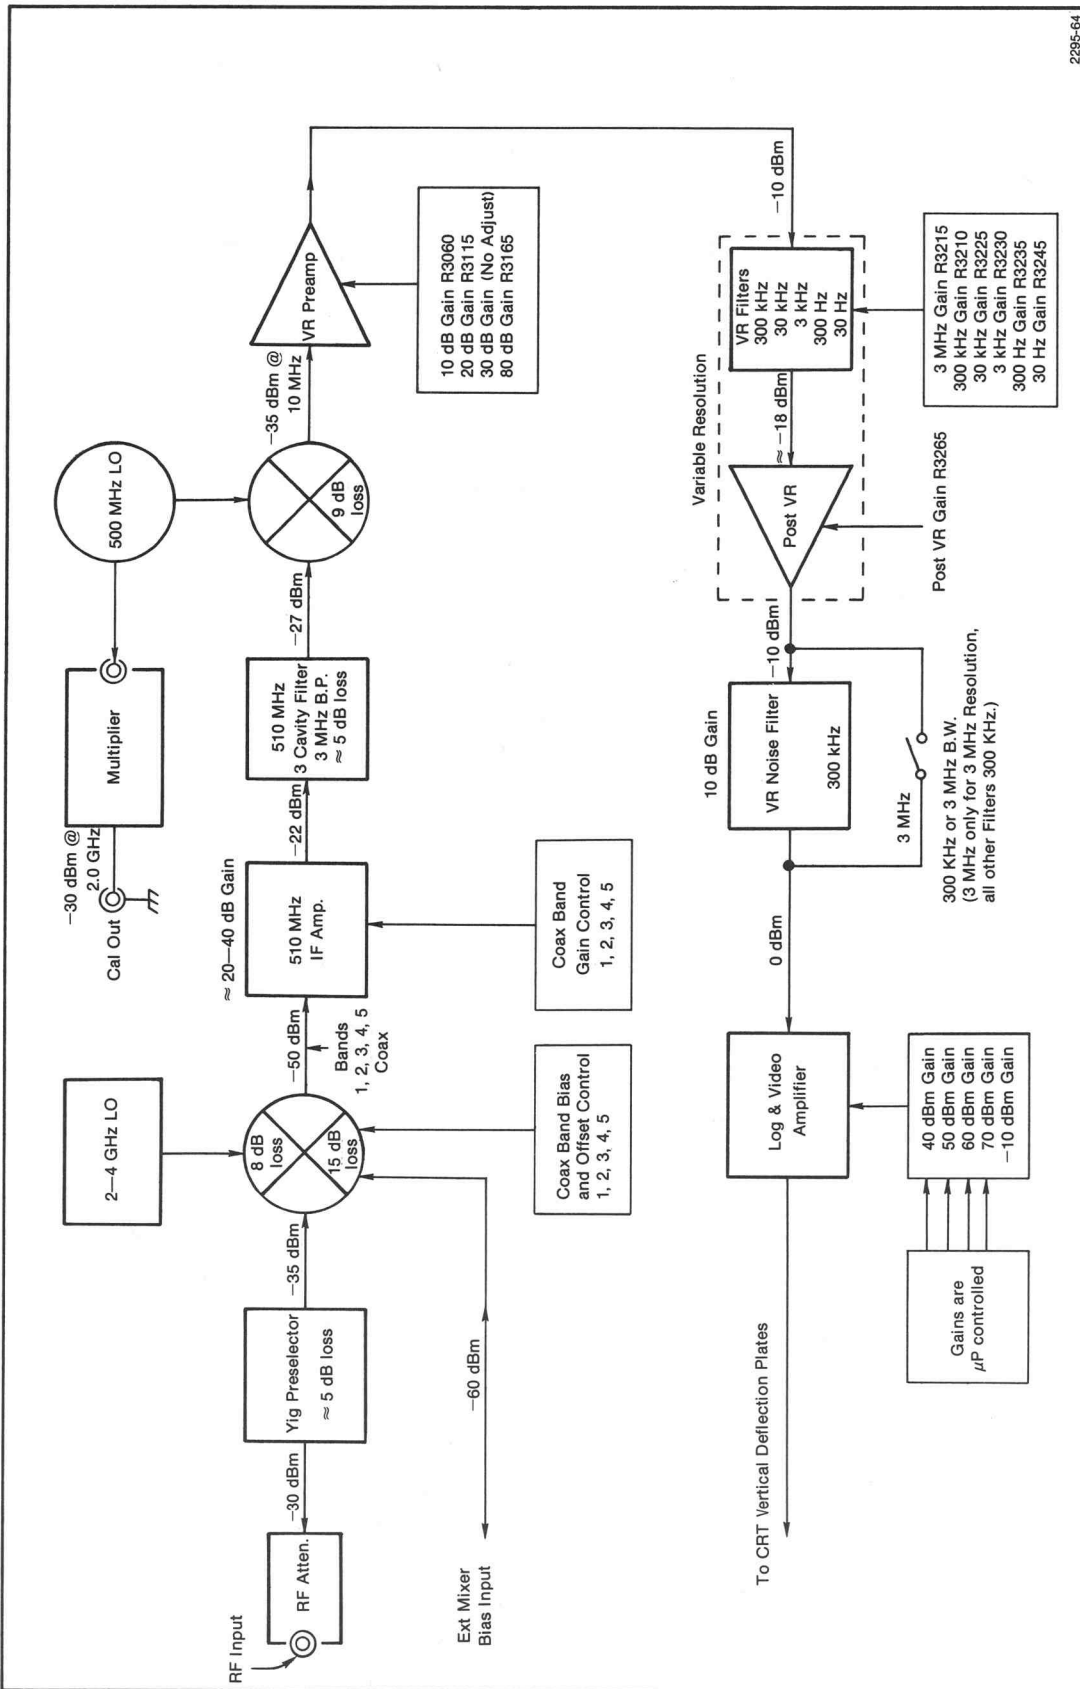 RF Input
RF Atten.
−30 dBm
Yig Preselector
≈ 5 dB loss
−35 dBm
2—4 GHz LO
8 dB
loss
15 dB
loss
Ext Mixer
Bias Input
−60 dBm
Coax Band Bias
and Offset Control
1, 2, 3, 4, 5
−50 dBm
Bands
1, 2, 3, 4, 5
Coax
≈ 20—40 dB Gain
510 MHz
IF Amp.
Coax Band
Gain Control
1, 2, 3, 4, 5
−22 dBm
510 MHz
3 Cavity Filter
3 MHz B.P.
≈ 5 dB loss
−27 dBm
Cal Out
−30 dBm @
2.0 GHz
Multiplier
500 MHz LO
9 dB
loss
−35 dBm @
10 MHz
VR Preamp
10 dB Gain R3060
20 dB Gain R3115
30 dB Gain (No Adjust)
80 dB Gain R3165
−10 dBm
Variable Resolution
VR Filters
300 kHz
30 kHz
3 kHz
300 Hz
30 Hz
3 MHz Gain R3215
300 kHz Gain R3210
30 kHz Gain R3225
3 kHz Gain R3230
300 Hz Gain R3235
30 Hz Gain R3245
≈−18 dBm
Post VR
Post VR Gain R3265
−10 dBm
10 dB Gain
VR Noise Filter
300 kHz
3 MHz
300 KHz or 3 MHz B.W.
(3 MHz only for 3 MHz Resolution,
all other Filters 300 KHz.)
0 dBm
Log & Video
Amplifier
40 dBm Gain
50 dBm Gain
60 dBm Gain
70 dBm Gain
−10 dBm Gain
Gains are
μP controlled
To CRT Vertical Deflection Plates
2295-64